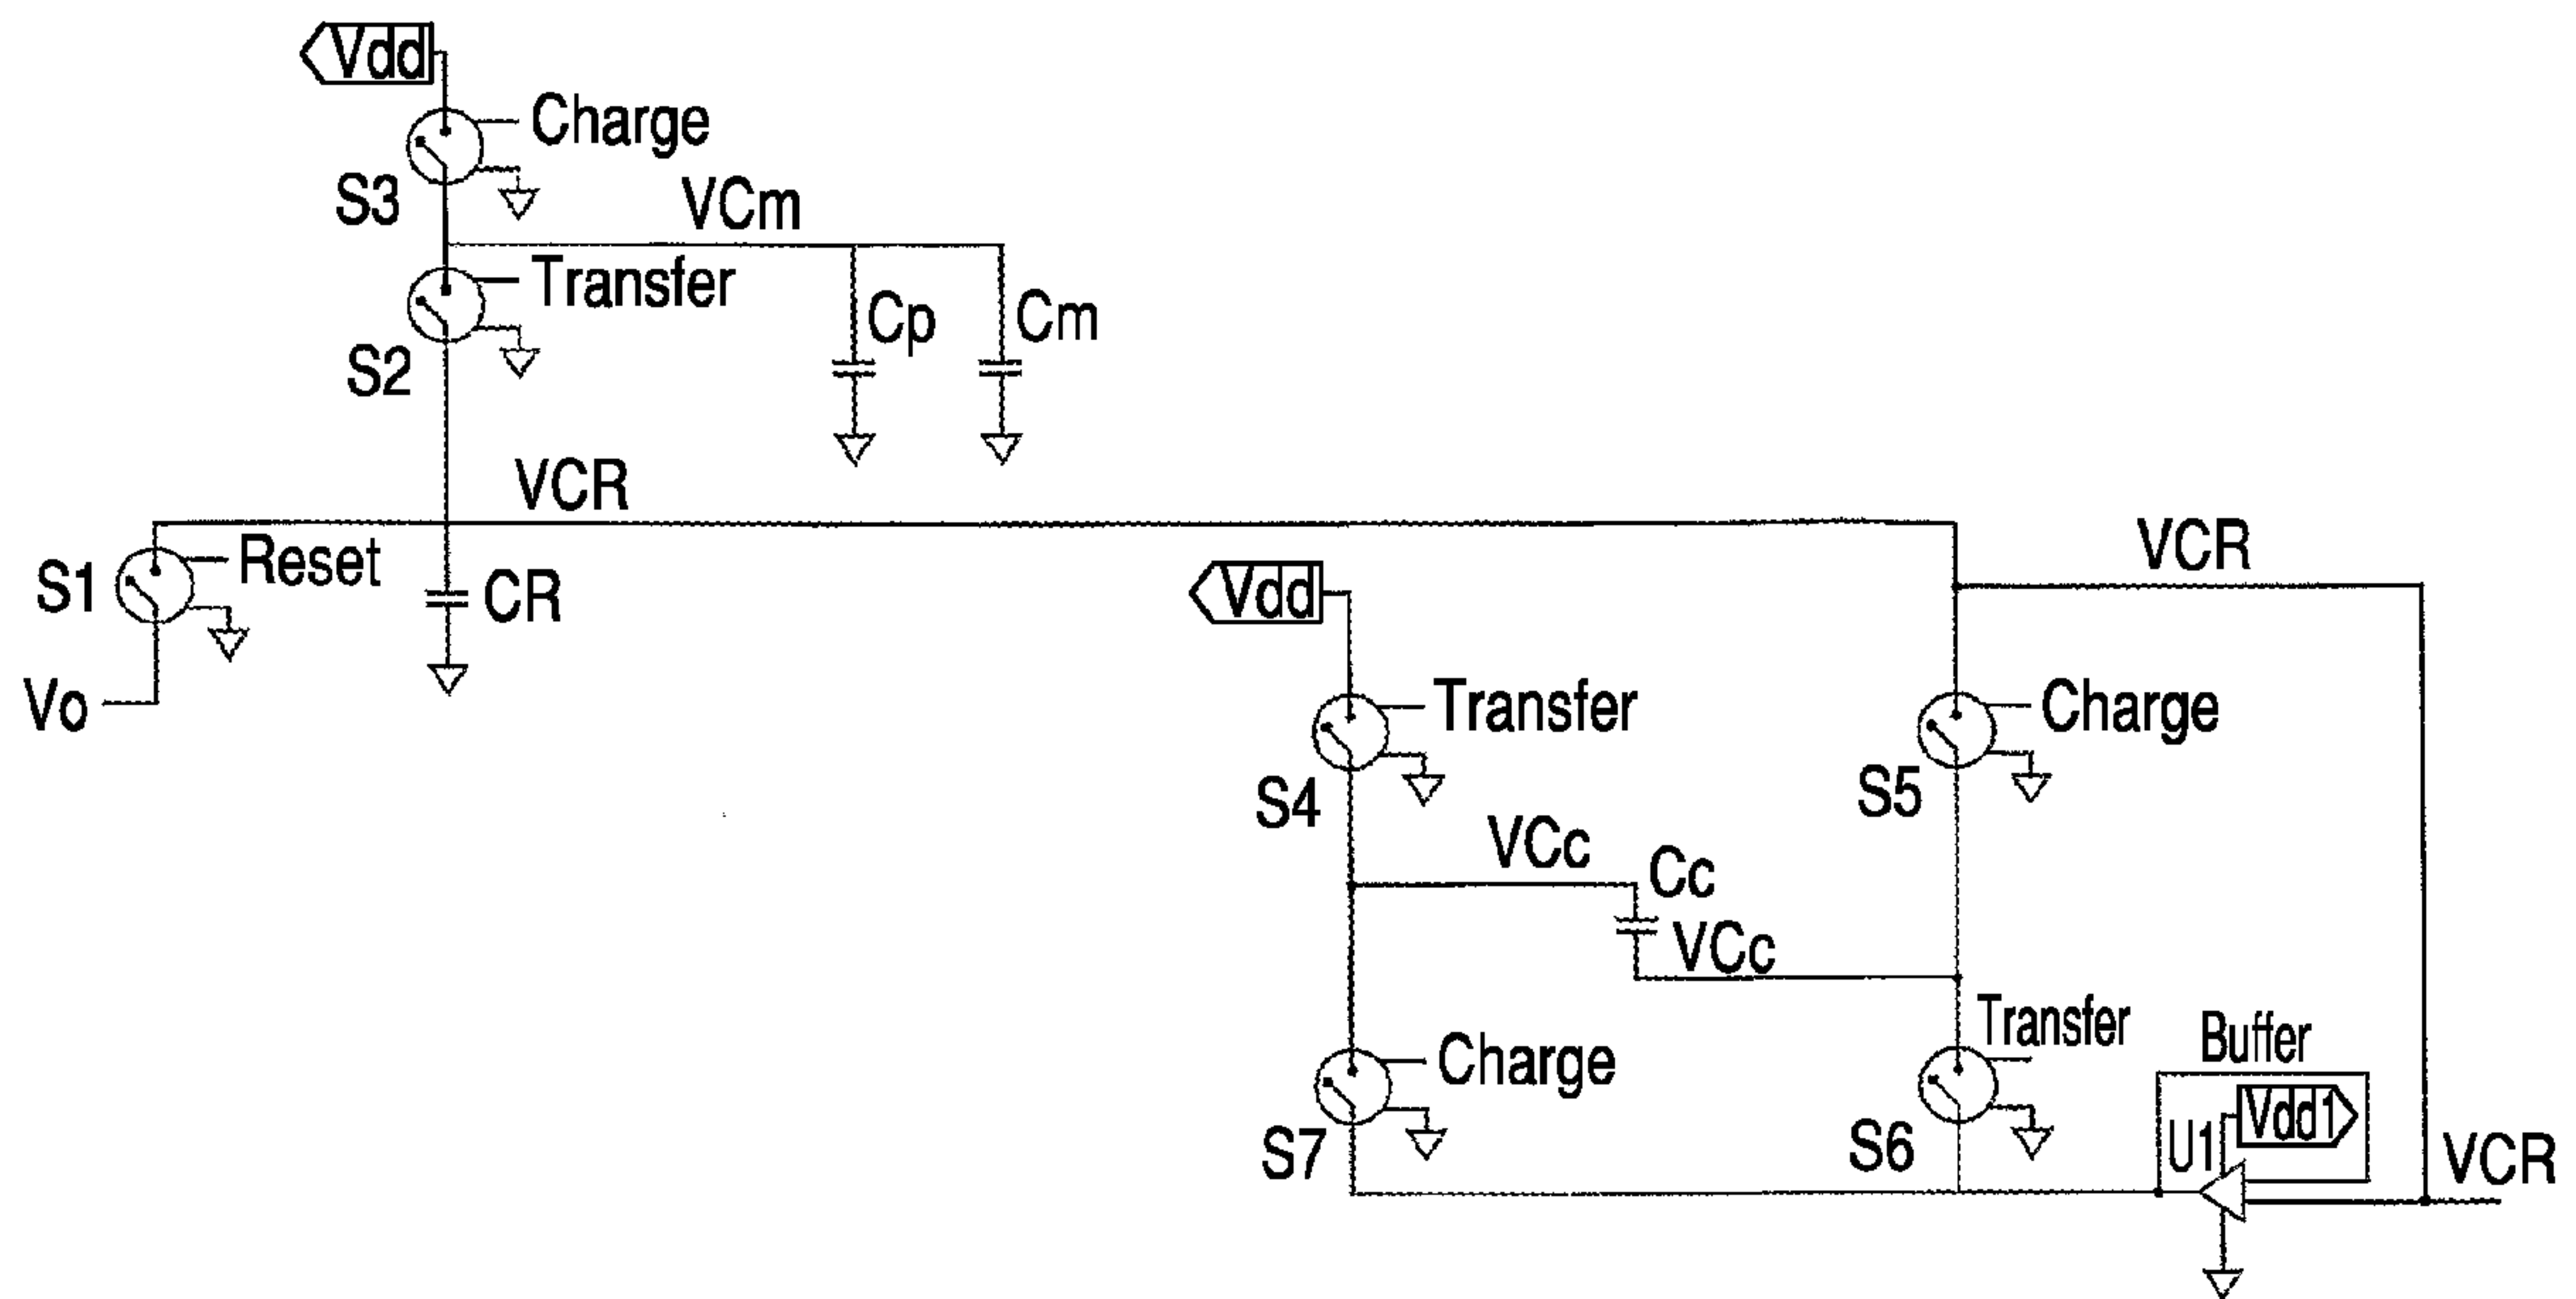 Vdd
Charge
S3
VCm
Transfer
Cp
Cm
S2
VCR
Reset
S1
CR
Vo
VCR
Vdd
Transfer
Charge
S4
S5
VCc
Cc
VCc
Transfer
Charge
Buffer
Vdd1
U1
S7
S6
VCR